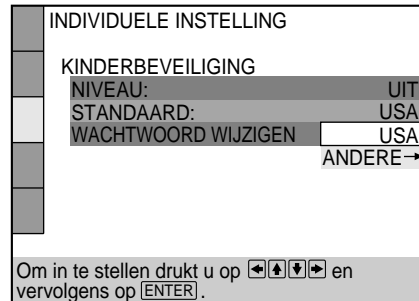 INDIVIDUELE INSTELLING
KINDERBEVEILIGING
NIVEAU: UIT
STANDAARD: USA
WACHTWOORD WIJZIGEN USA
ANDERE→
Om in te stellen drukt u op ←↑↓→ en
vervolgens op ENTER.